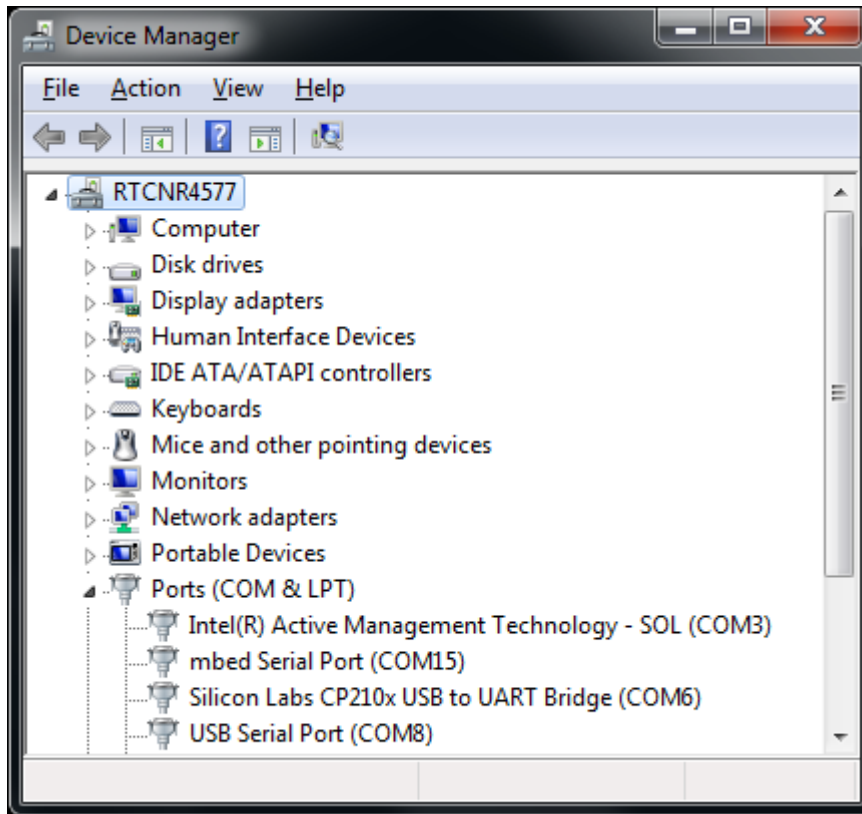 Device Manager
File Action View Help
RTCNR4577
Computer
Disk drives
Display adapters
Human Interface Devices
IDE ATA/ATAPI controllers
Keyboards
Mice and other pointing devices
Monitors
Network adapters
Portable Devices
Ports (COM & LPT)
Intel(R) Active Management Technology - SOL (COM3)
mbed Serial Port (COM15)
Silicon Labs CP210x USB to UART Bridge (COM6)
USB Serial Port (COM8)